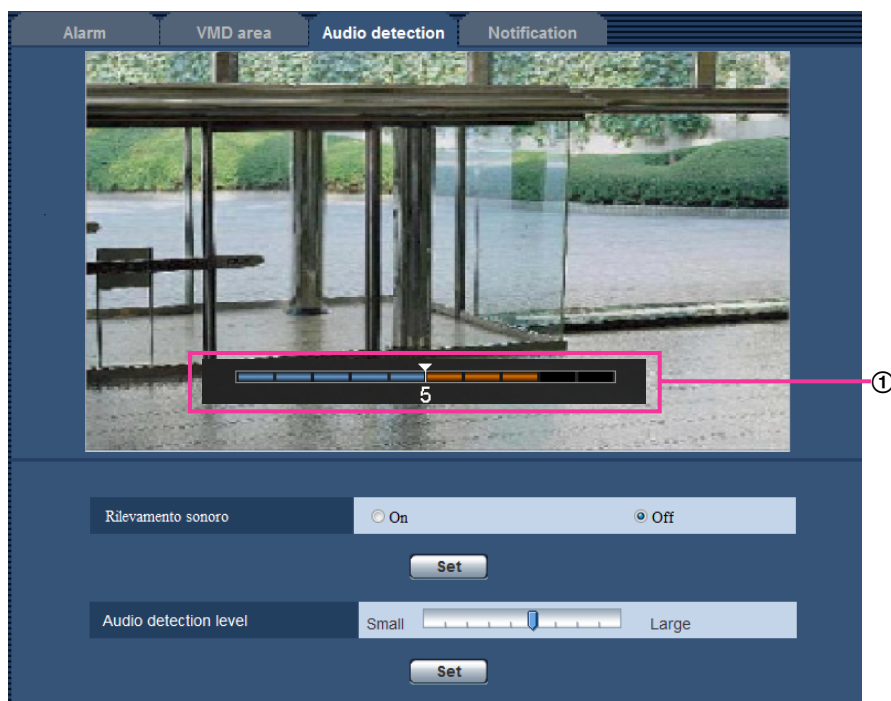 Alarm VMD area Audio detection Notification
5
①
Rilevamento sonoro On Off
Set
Audio detection level Small Large
Set